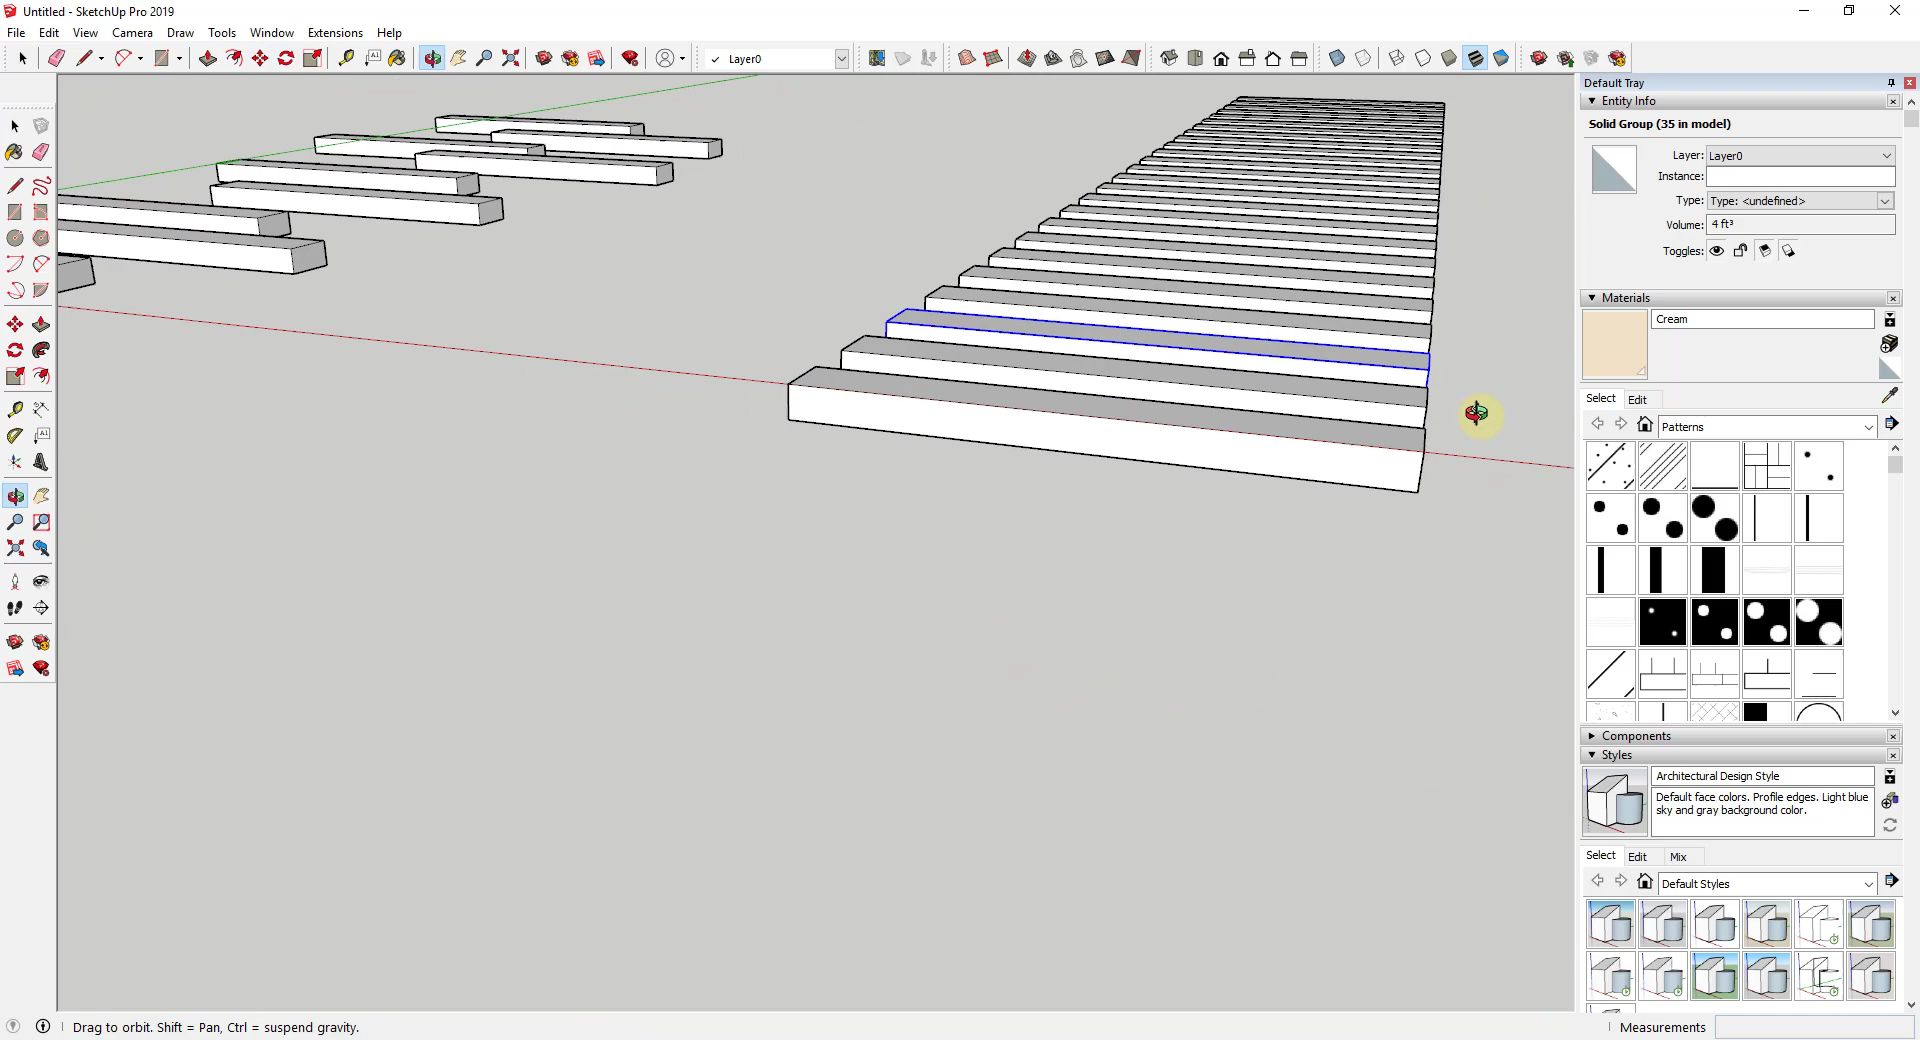 Untitled - SketchUp Pro 2019
File Edit View Camera Draw Tools Window Extensions Help
Layer0
Default Tray
Entity Info
Solid Group (35 in model)
Layer: Layer0
Instance:
Type: Type: <undefined>
Volume: 4 ft³
Toggles:
Materials
Cream
Select Edit
Patterns
Components
Styles
Architectural Design Style
Default face colors. Profile edges. Light blue
sky and gray background color.
Select Edit Mix
Default Styles
Drag to orbit. Shift = Pan, Ctrl = suspend gravity.
Measurements